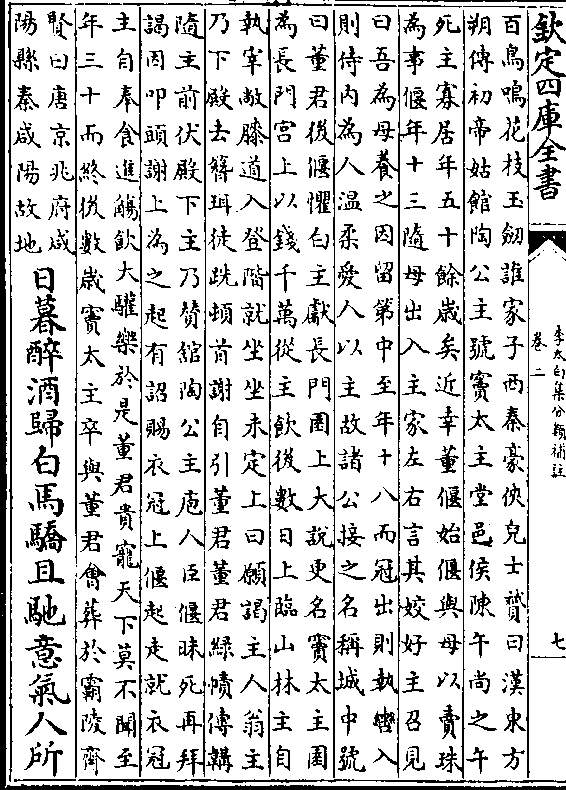 欽定四庫全書
李太白集分類補註
卷二
七
百鳥鳴花枝玉劒誰家子西秦豪俠兒士贇曰漢東方
朔傳初帝姑館陶公主號竇太主堂邑侯陳午尚之午
死主寡居年五十餘歲矣近幸董偃始偃與母以賣珠
為事偃年十三隨母出入主家左右言其姣好主召見
曰吾為母養之因留第中至年十八而冠出則執轡入
則侍內為人温柔愛人以主故諸公接之名稱城中號
曰董君後偃懼白主獻長門園上大說更名竇太主園
為長門宮上以錢千萬從主飲後數日上臨山林主自
執宰敝膝道入登階就坐坐未定上曰願謁主人翁主
乃下殿去簪珥徒跣頓首謝自引董君董君綠幘傅韝
隨主前伏殿下主乃贊舘陶公主庖人臣偃昧死再拜
謁因叩頭謝上為之起有詔賜衣冠上偃起走就衣冠
主自奉食進觴飲大驩樂於是董君貴寵天下莫不聞至
年三十而終後數歲竇太主卒與董君會葬於霸陵齊
賢曰唐京兆府咸
陽縣秦咸陽故地
日暮醉酒歸白馬驕且馳意氣人所